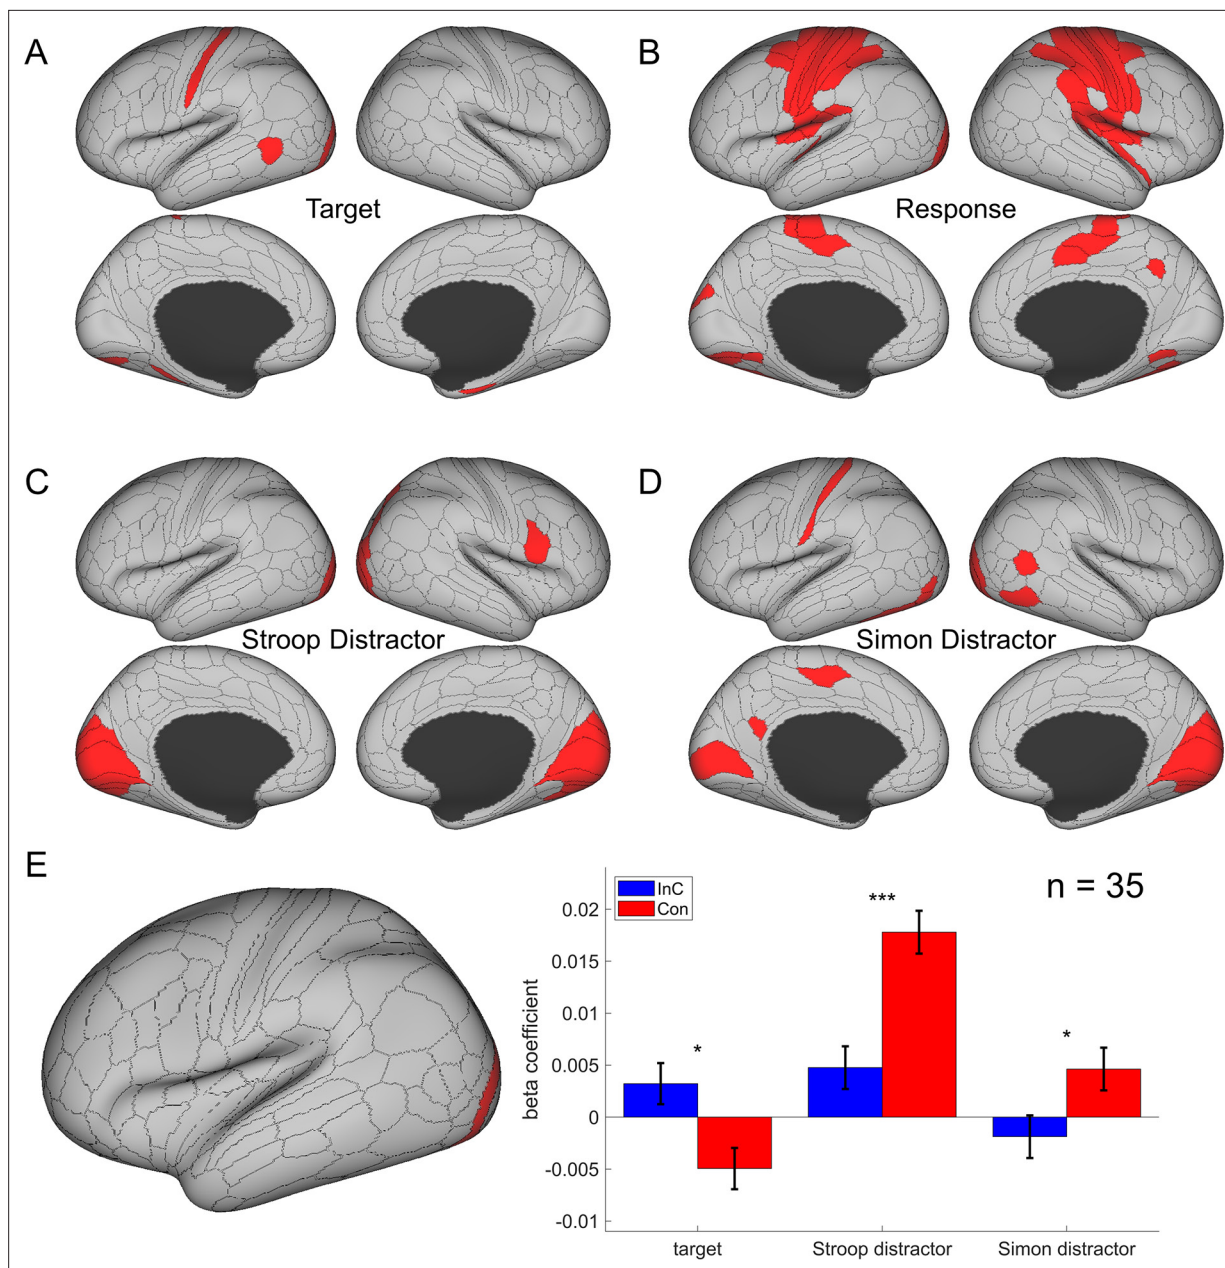 A
B
Target
Response
C
D
Stroop Distractor
Simon Distractor
E
InC
Con
n = 35
***
*
*
0.02
0.015
0.01
0.005
0
-0.005
-0.01
beta coefficient
target
Stroop distractor
Simon distractor